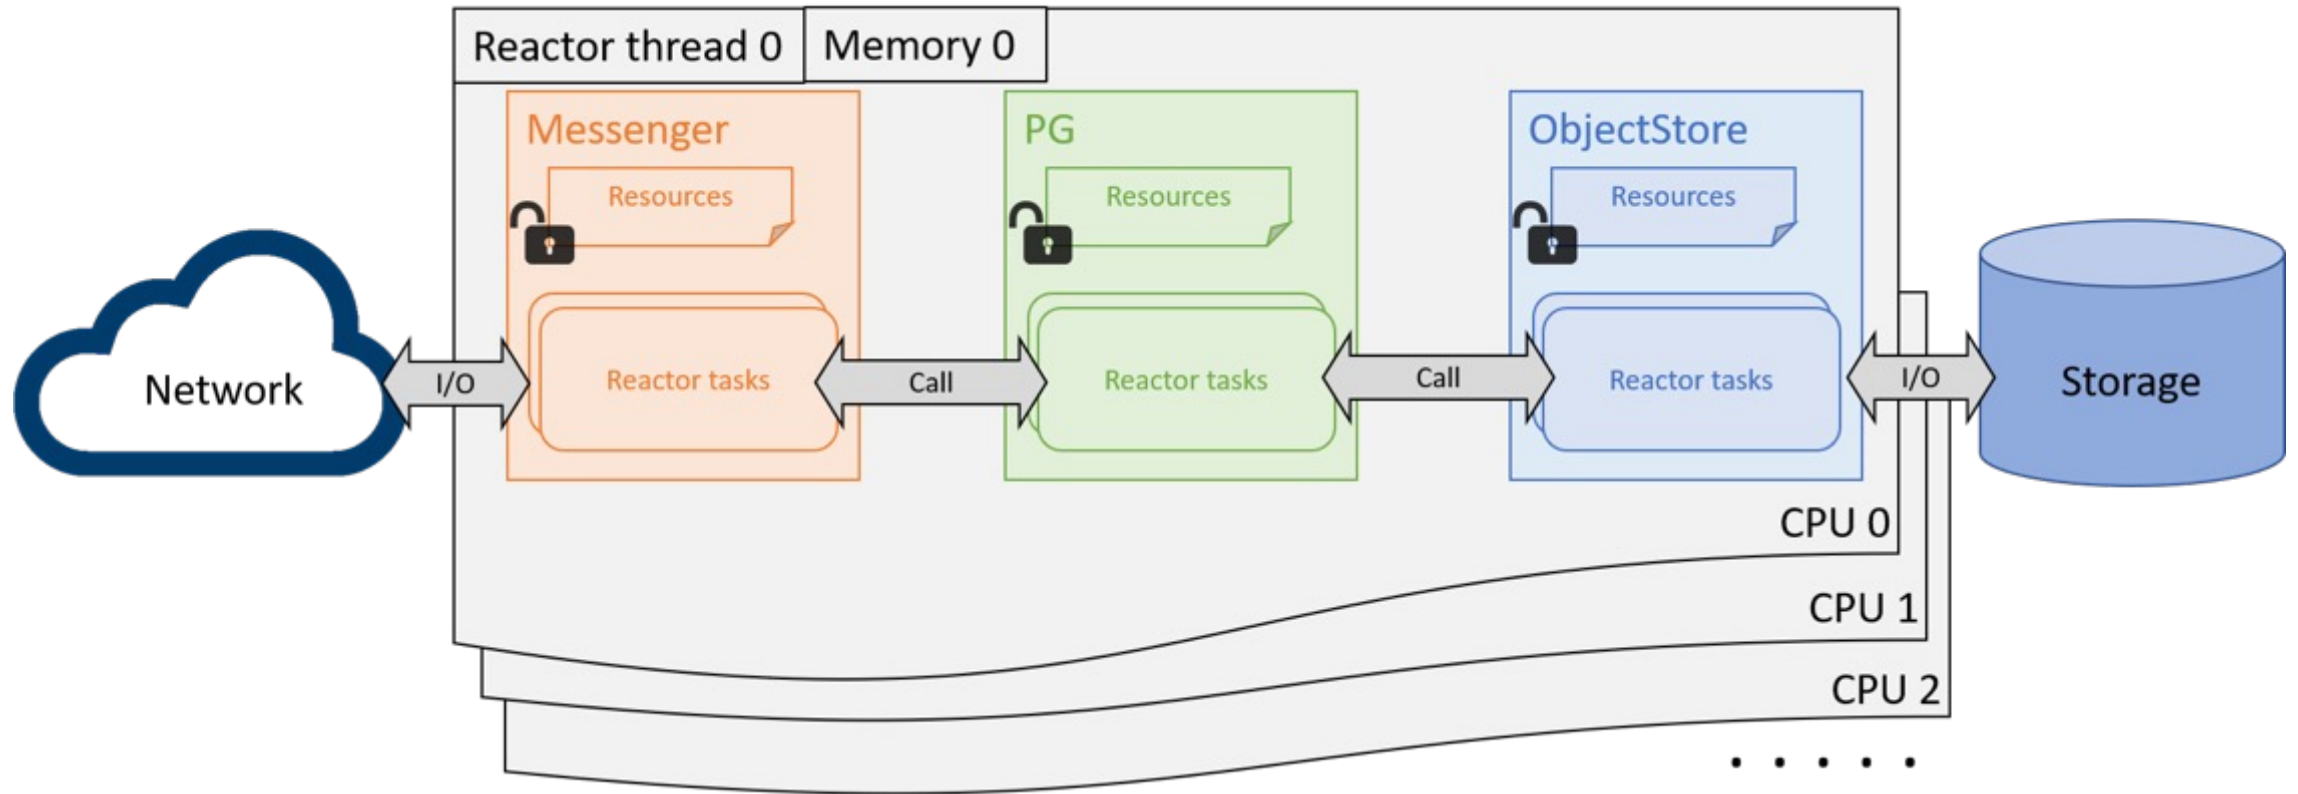 Reactor thread 0
Memory 0
Messenger
PG
ObjectStore
Resources
Resources
Resources
Network
I/O
Reactor tasks
Call
Reactor tasks
Call
Reactor tasks
I/O
Storage
CPU 0
CPU 1
CPU 2
.....